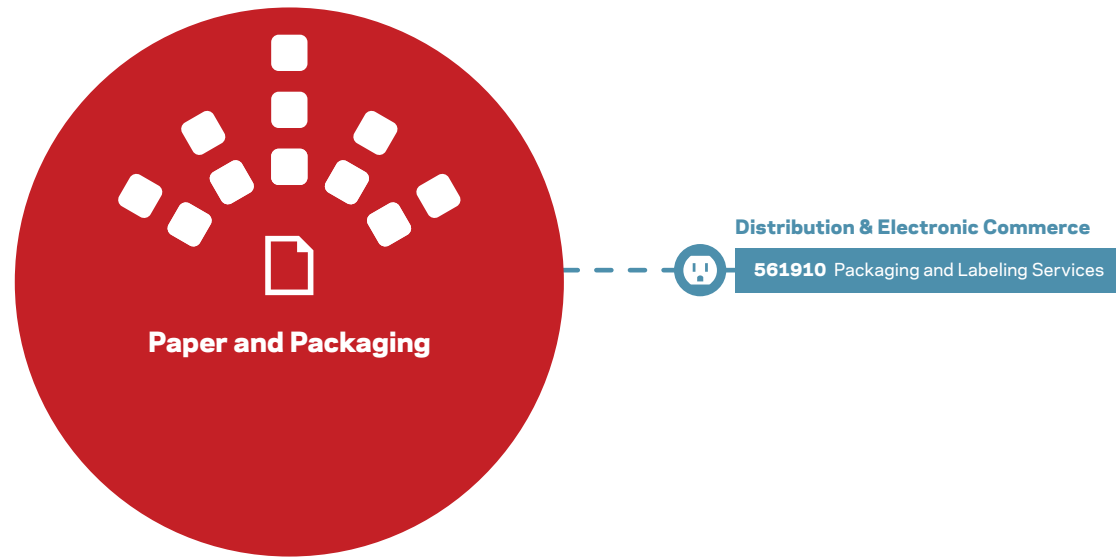 Distribution & Electronic Commerce
561910 Packaging and Labeling Services
Paper and Packaging